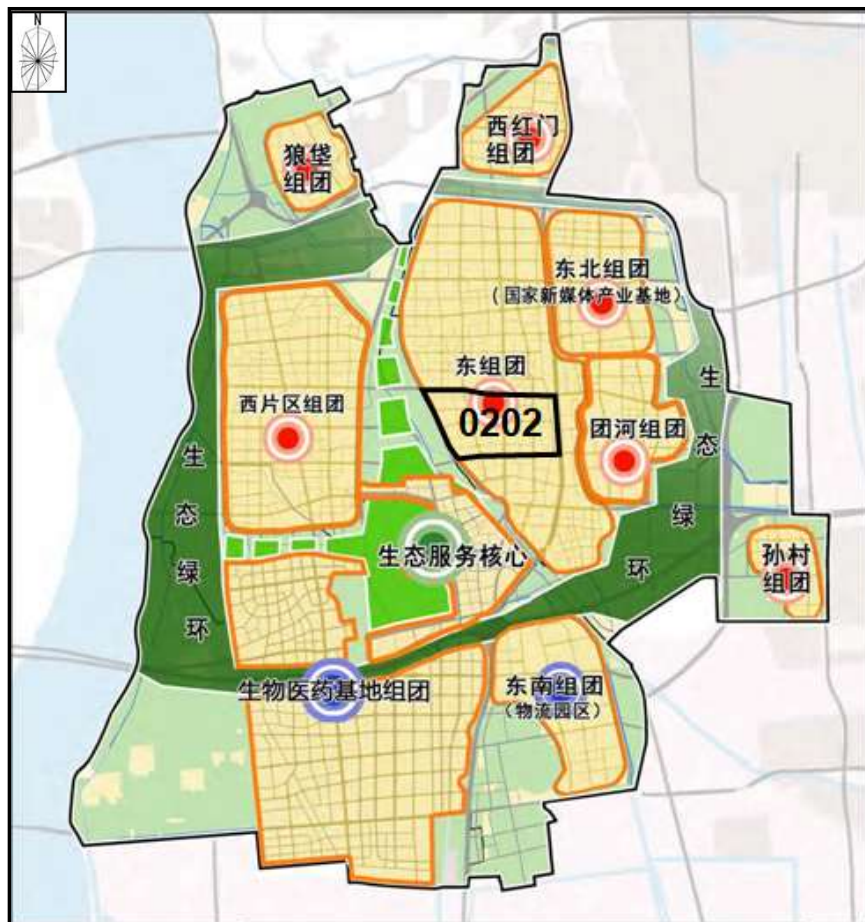 N
西红门
组团
狼垡
组团
东北组团
（国家新媒体产业基地）
东组团
西片区组团
0202
团河组团
生态绿环
生态绿环
生态服务核心
孙村
组团
生物医药基地组团
东南组团
（物流园区）